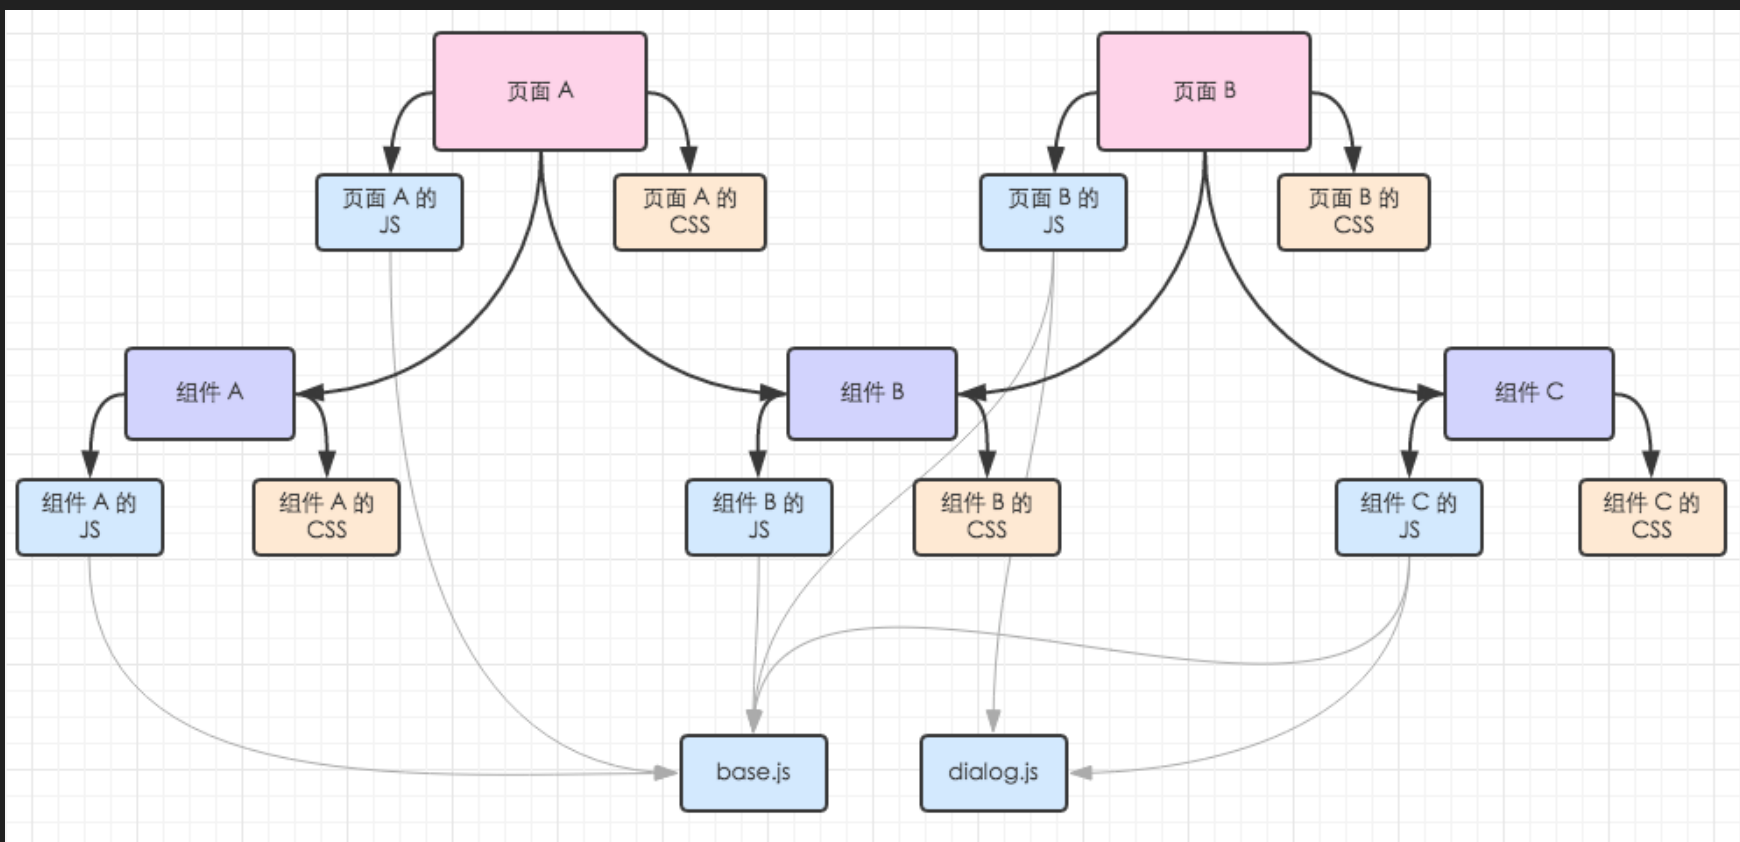 页面 A
页面 B
页面 A 的
JS
页面 A 的
CSS
页面 B 的
JS
页面 B 的
CSS
组件 A
组件 B
组件 C
组件 A 的
JS
组件 A 的
CSS
组件 B 的
JS
组件 B 的
CSS
组件 C 的
JS
组件 C 的
CSS
base.js
dialog.js